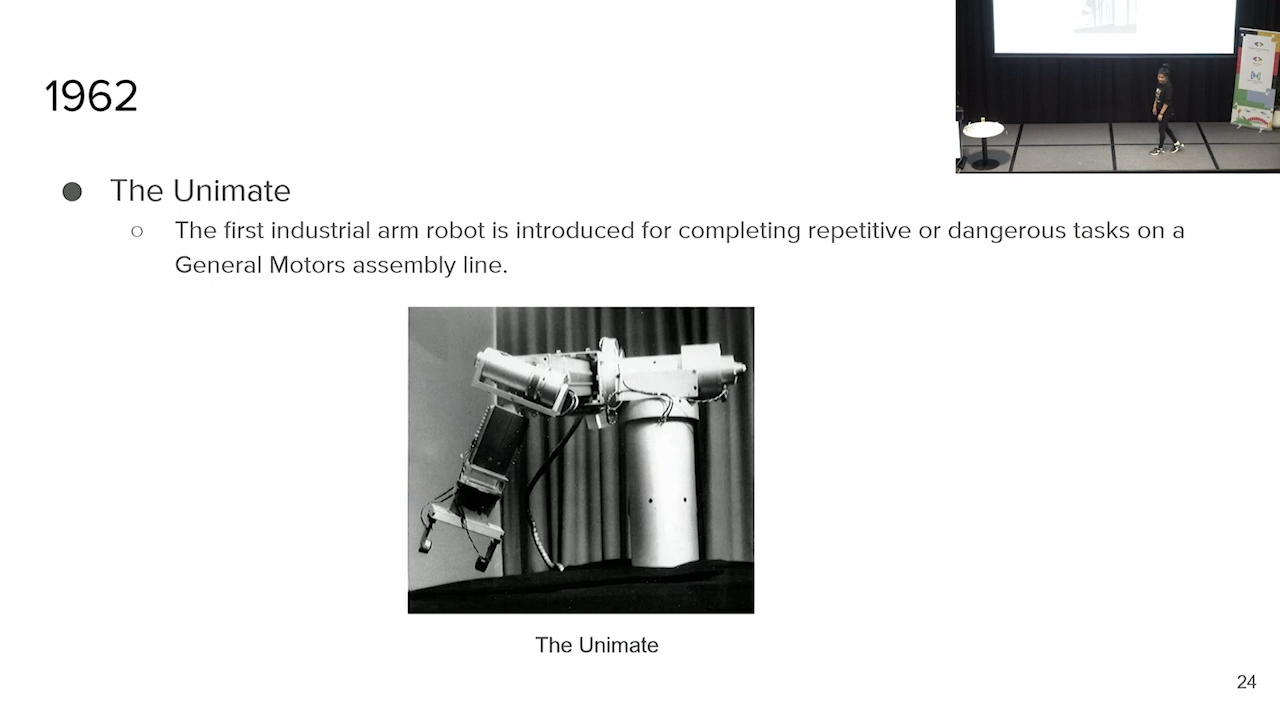 1962
● The Unimate
○ The first industrial arm robot is introduced for completing repetitive or dangerous tasks on a
General Motors assembly line.
The Unimate
24